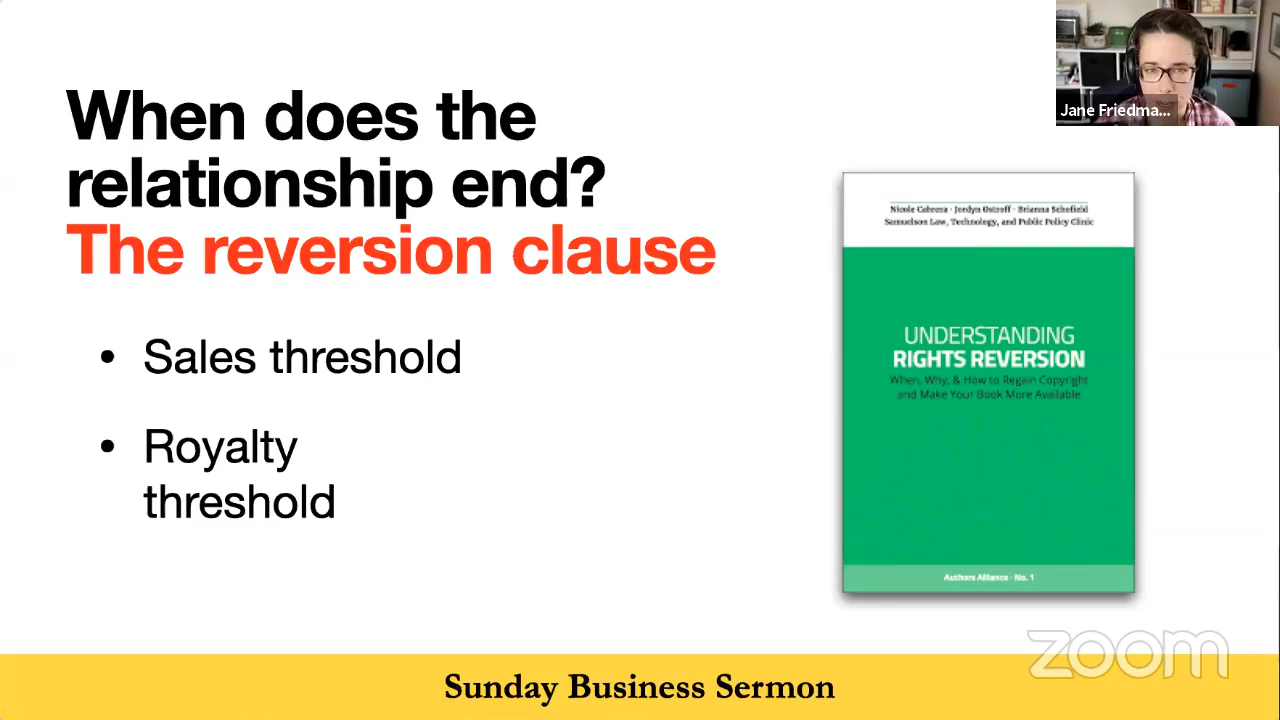 When does the
relationship end?
The reversion clause
• Sales threshold
• Royalty
threshold
Jane Friedma...
Nicole Cabrera · Jordyn Ostroff · Brianna Schofield
Samuelson Law, Technology, and Public Policy Clinic
UNDERSTANDING
RIGHTS REVERSION
When, Why, & How to Regain Copyright
and Make Your Book More Available
Authors Alliance · No. 1
zoom
Sunday Business Sermon